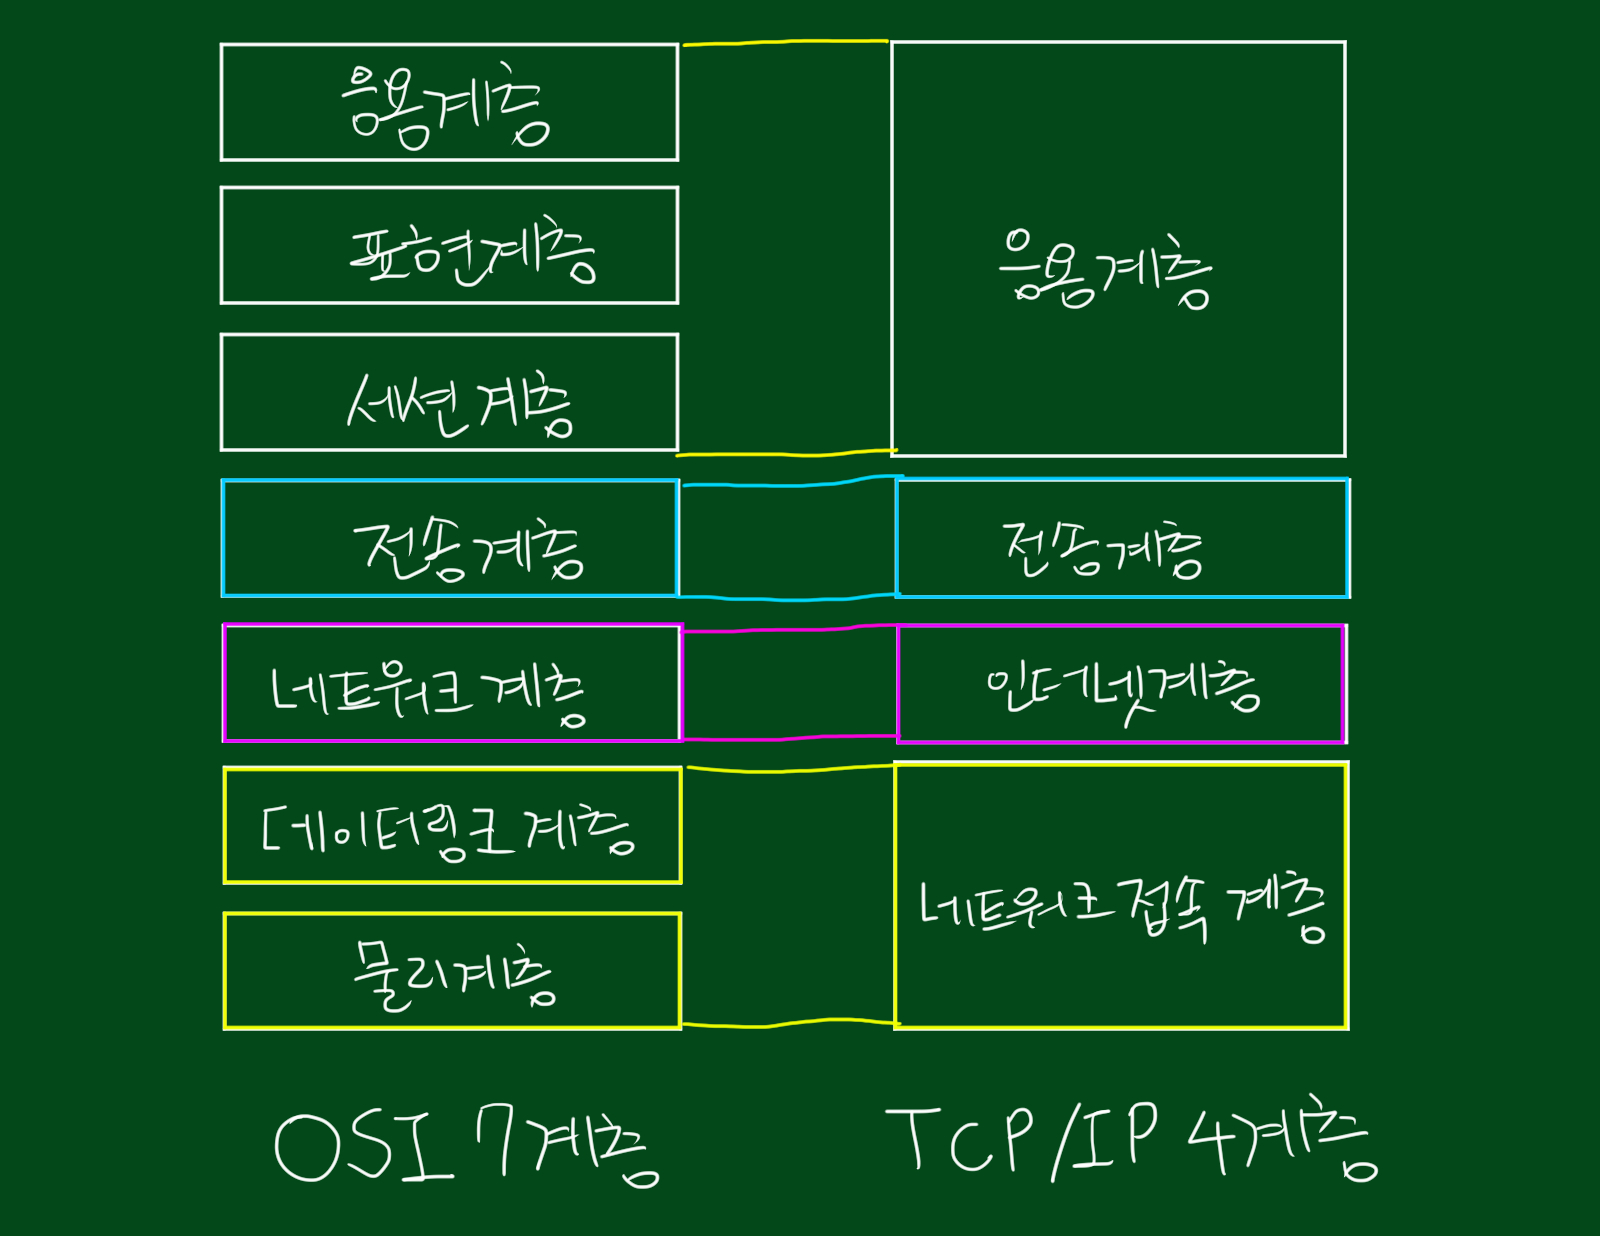 응용계층
표현계층
세션 계층
전송계층
네트워크 계층
데이터링크 계층
물리계층
OSI 7계층
응용계층
전송계층
인터넷계층
네트워크 접속 계층
TCP/IP 4계층